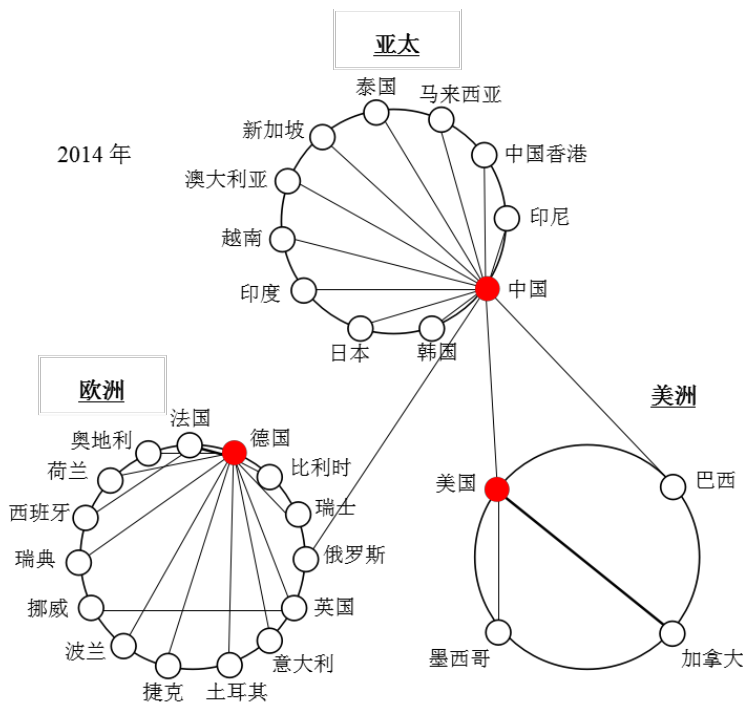 亚太
2014 年
泰国
马来西亚
新加坡
中国香港
澳大利亚
印尼
越南
印度
中国
日本
韩国
欧洲
美洲
法国
德国
奥地利
比利时
荷兰
西班牙
瑞士
瑞典
俄罗斯
挪威
英国
波兰
意大利
捷克
土耳其
美国
巴西
墨西哥
加拿大